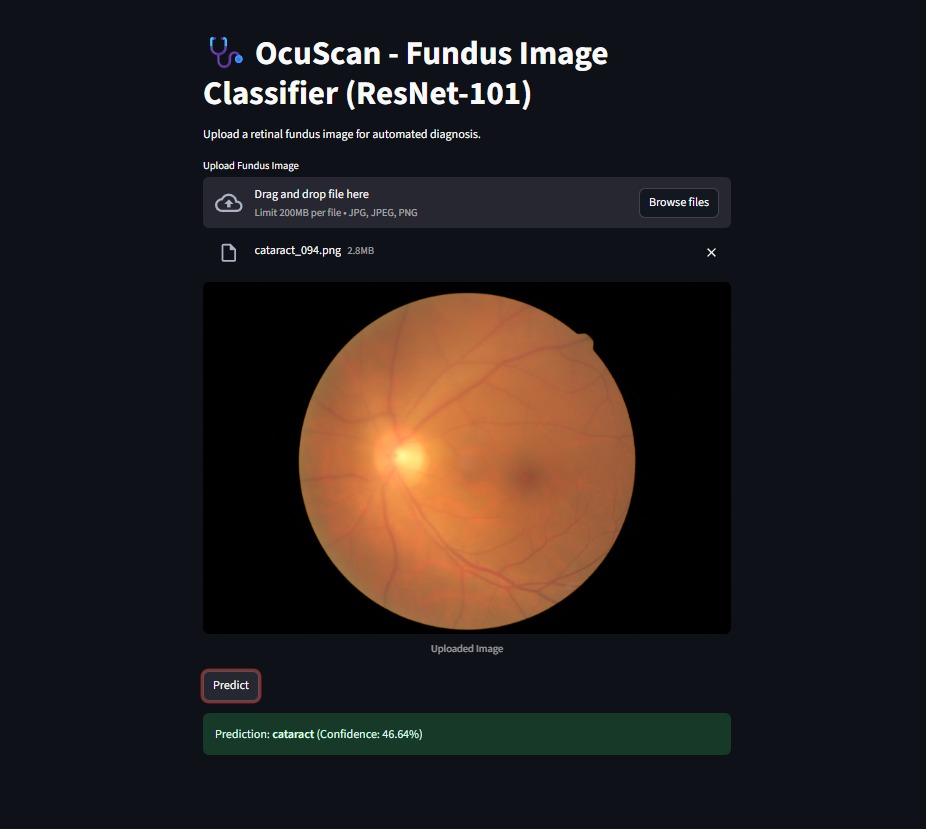 🩺 OcuScan - Fundus Image
Classifier (ResNet-101)
Upload a retinal fundus image for automated diagnosis.
Upload Fundus Image
Drag and drop file here
Limit 200MB per file • JPG, JPEG, PNG
Browse files
cataract_094.png 2.8MB
Uploaded Image
Predict
Prediction: cataract (Confidence: 46.64%)